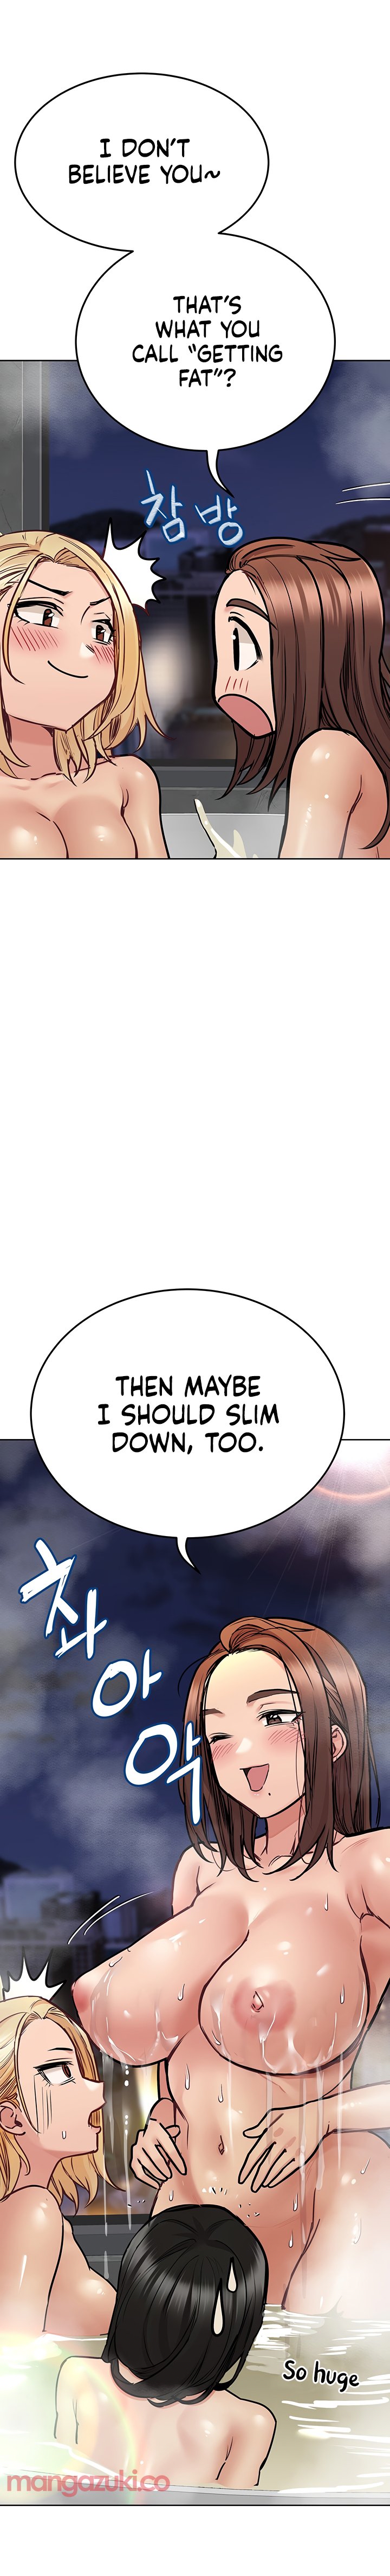 I DON'T
BELIEVE YOU~
THAT'S
WHAT YOU
CALL "GETTING
FAT"?
참 방
THEN MAYBE
I SHOULD SLIM
DOWN, TOO.
촤
아
악
So huge
mangazuki.co